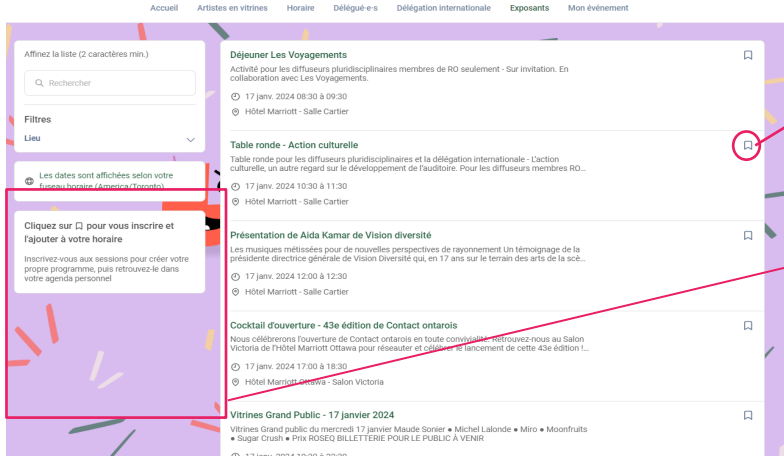 Accueil Artistes en vitrines Horaire Délégué·e·s Délégation internationale Exposants Mon événement
Affinez la liste (2 caractères min.)
Rechercher
Filtres
Lieu
Les dates sont affichées selon votre
fuseau horaire (America/Toronto)
Cliquez sur pour vous inscrire et
l'ajouter à votre horaire
Inscrivez-vous aux sessions pour créer votre
propre programme, puis retrouvez-le dans
votre agenda personnel
Déjeuner Les Voyagements
Activité pour les diffuseurs pluridisciplinaires membres de RO seulement - Sur invitation. En
collaboration avec Les Voyagements.
17 janv. 2024 08:30 à 09:30
Hôtel Marriott - Salle Cartier
Table ronde - Action culturelle
Table ronde pour les diffuseurs pluridisciplinaires et la délégation internationale - L'action
culturelle, un autre regard sur le développement de l'auditoire. Pour les diffuseurs membres RO...
17 janv. 2024 10:30 à 11:30
Hôtel Marriott - Salle Cartier
Présentation de Aida Kamar de Vision diversité
Les musiques métissées pour de nouvelles perspectives de rayonnement Un témoignage de la
présidente directrice générale de Vision Diversité qui, en 17 ans sur le terrain des arts de la scè...
17 janv. 2024 12:00 à 12:30
Hôtel Marriott - Salle Cartier
Cocktail d'ouverture - 43e édition de Contact ontarois
Nous célébrerons l'ouverture de Contact ontarois en toute convivialité. Retrouvez-nous au Salon
Victoria de l'Hôtel Marriott Ottawa pour réseauter et célébrer le lancement de cette 43e édition !...
17 janv. 2024 17:00 à 18:30
Hôtel Marriott Ottawa - Salon Victoria
Vitrines Grand Public - 17 janvier 2024
Vitrines Grand public du mercredi 17 janvier Maude Sonier ● Michel Lalonde ● Miro ● Moonfruits
● Sugar Crush ● Prix ROSEQ BILLETTERIE POUR LE PUBLIC À VENIR